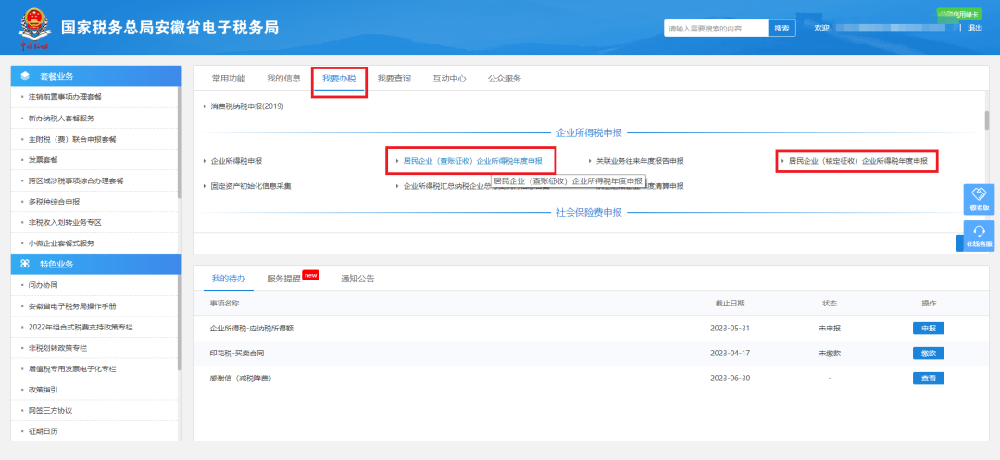 国家税务总局安徽省电子税务局
请输入需要搜索的内容
搜索
欢迎,
退出
套餐业务
注销前置事项办理套餐
新办纳税人套餐服务
主附税（费）联合申报套餐
发票套餐
跨区域涉税事项综合办理套餐
多税种综合申报
非税收入划转业务专区
小微企业套餐式服务
特色业务
问办协同
安徽省电子税务局操作手册
2022年组合式税费支持政策专栏
非税划转政策专栏
增值税专用发票电子化专栏
政策指引
网签三方协议
征期日历
常用功能 我的信息 我要办税 我要查询 互动中心 公众服务
消费税纳税申报(2019)
企业所得税申报
企业所得税申报 居民企业（查账征收）企业所得税年度申报 关联业务往来年度报告申报 居民企业（核定征收）企业所得税年度申报
居民企业（查账征收）企业所得税年度申报
固定资产初始化信息采集 企业所得税汇总纳税企业总 度清算申报
社会保险费申报
敬老版
在线客服
我的待办 服务提醒 new 通知公告
事项名称 截止日期 状态 操作
企业所得税-应纳税所得额 2023-05-31 未申报 申报
印花税-买卖合同 2023-04-17 未缴款 缴款
感谢信（减税降费） 2023-06-30 - 查看